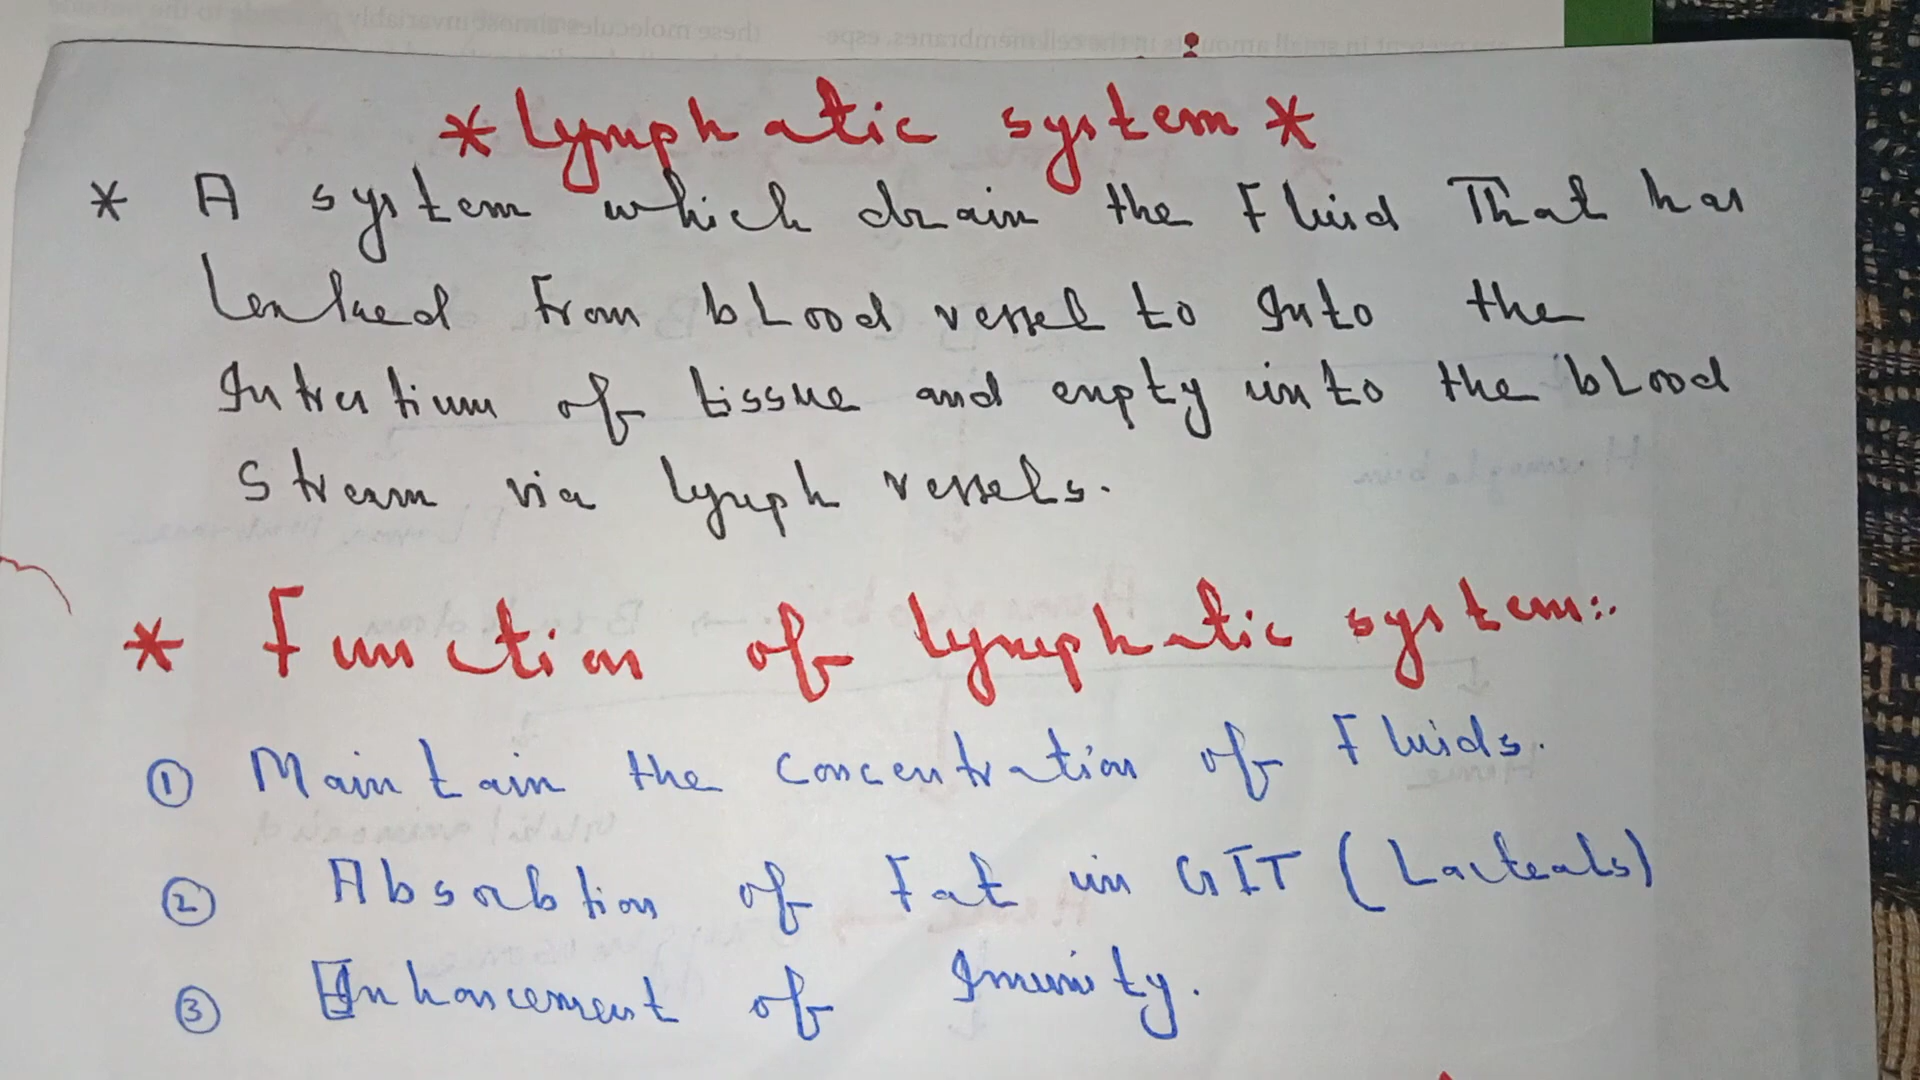 * Lymphatic system *
* A system which drain the Fluid That has
Leaked From bLood vessel to Into the
Intrestium of tissue and empty into the bLood
stream via lymph vessels.
* Function of lymphatic system:.
① Maintain the concentration of Fluids.
② Absorbtion of Fat in GIT (Lacteals)
③ Enhancement of Imunity.